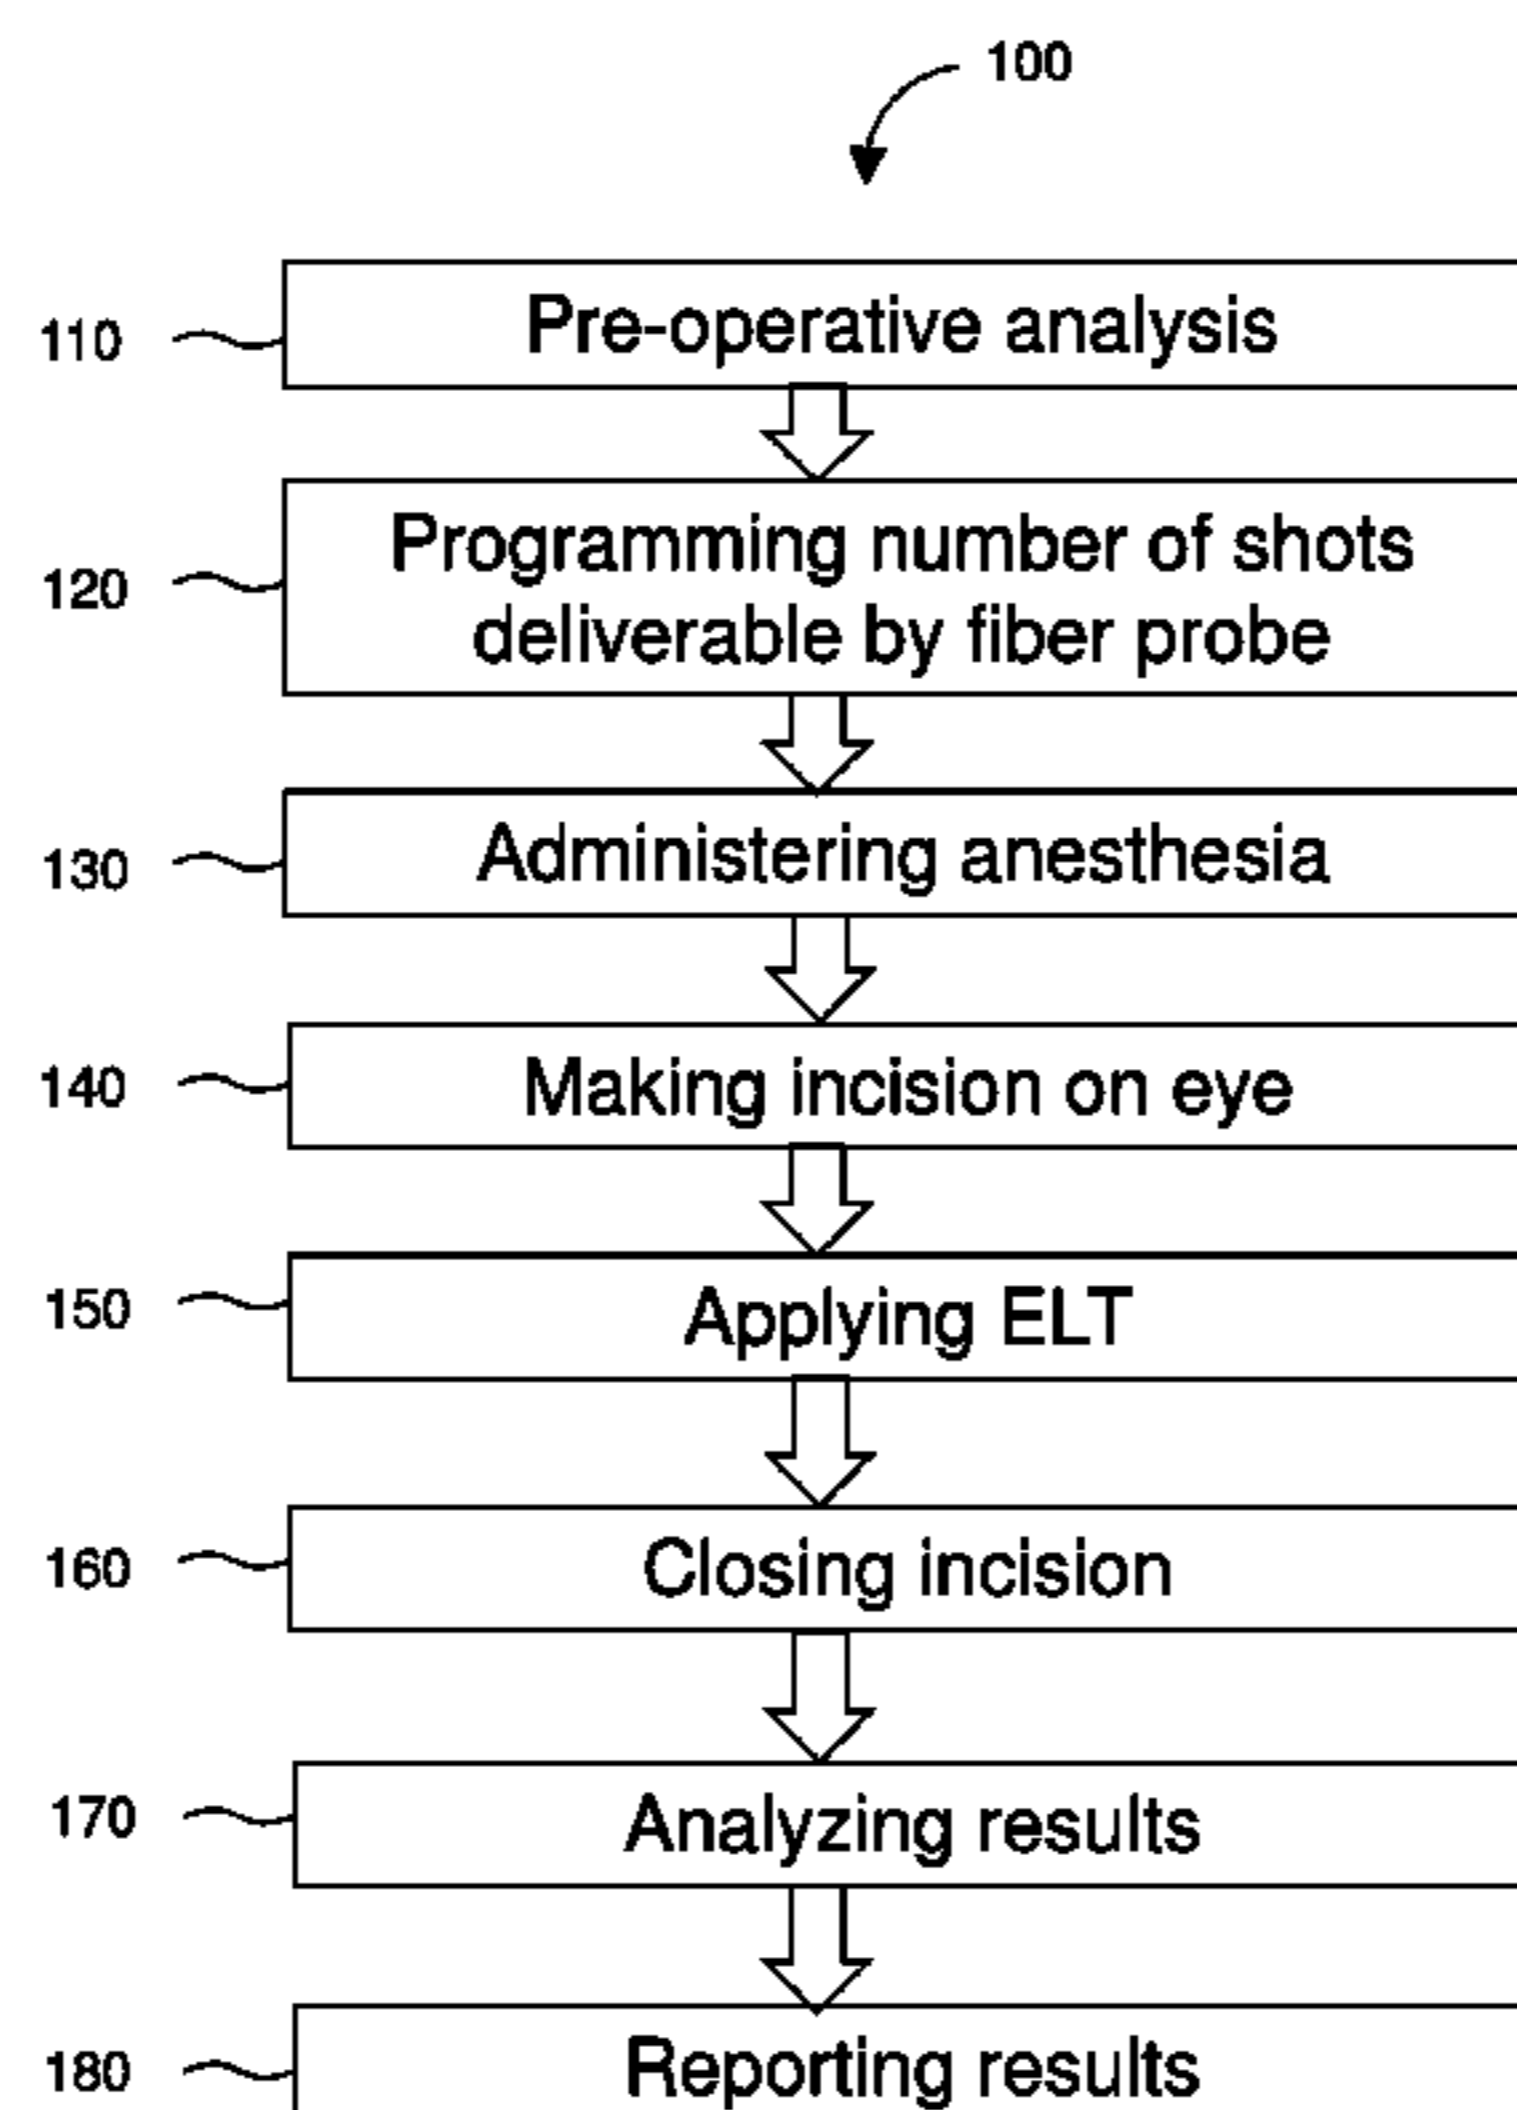 100
110 Pre-operative analysis
120 Programming number of shots
deliverable by fiber probe
130 Administering anesthesia
140 Making incision on eye
150 Applying ELT
160 Closing incision
170 Analyzing results
180 Reporting results